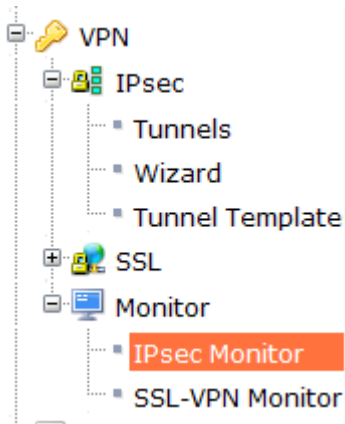 VPN
IPsec
Tunnels
Wizard
Tunnel Template
SSL
Monitor
IPsec Monitor
SSL-VPN Monitor